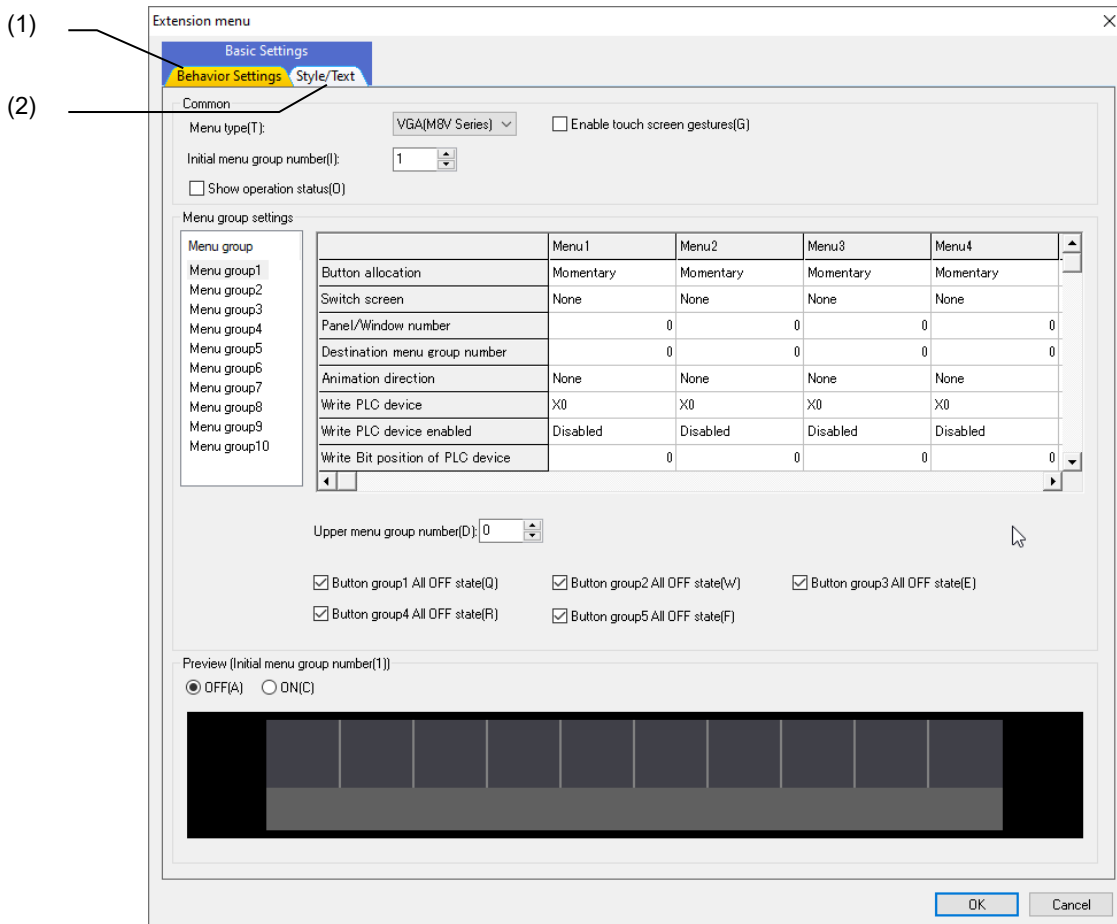 (1)
(2)
Extension menu
Basic Settings
Behavior Settings Style/Text
Common
Menu type(T): VGA(M8V Series) Enable touch screen gestures(G)
Initial menu group number(I): 1
Show operation status(O)
Menu group settings
Menu group
Menu group1
Menu group2
Menu group3
Menu group4
Menu group5
Menu group6
Menu group7
Menu group8
Menu group9
Menu group10
Menu1 Menu2 Menu3 Menu4
Button allocation Momentary Momentary Momentary Momentary
Switch screen None None None None
Panel/Window number 0 0 0 0
Destination menu group number 0 0 0 0
Animation direction None None None None
Write PLC device X0 X0 X0 X0
Write PLC device enabled Disabled Disabled Disabled Disabled
Write Bit position of PLC device 0 0 0 0
Upper menu group number(D): 0
Button group1 All OFF state(Q) Button group2 All OFF state(W) Button group3 All OFF state(E)
Button group4 All OFF state(R) Button group5 All OFF state(F)
Preview (Initial menu group number(1))
OFF(A) ON(C)
OK Cancel